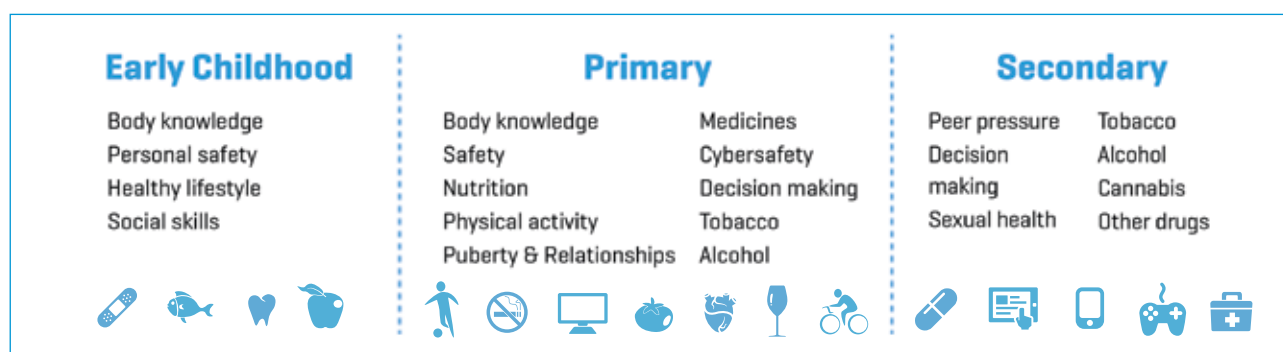 Early Childhood
Body knowledge
Personal safety
Healthy lifestyle
Social skills
Primary
Body knowledge
Safety
Nutrition
Physical activity
Puberty & Relationships
Medicines
Cybersafety
Decision making
Tobacco
Alcohol
Secondary
Peer pressure
Decision
making
Sexual health
Tobacco
Alcohol
Cannabis
Other drugs